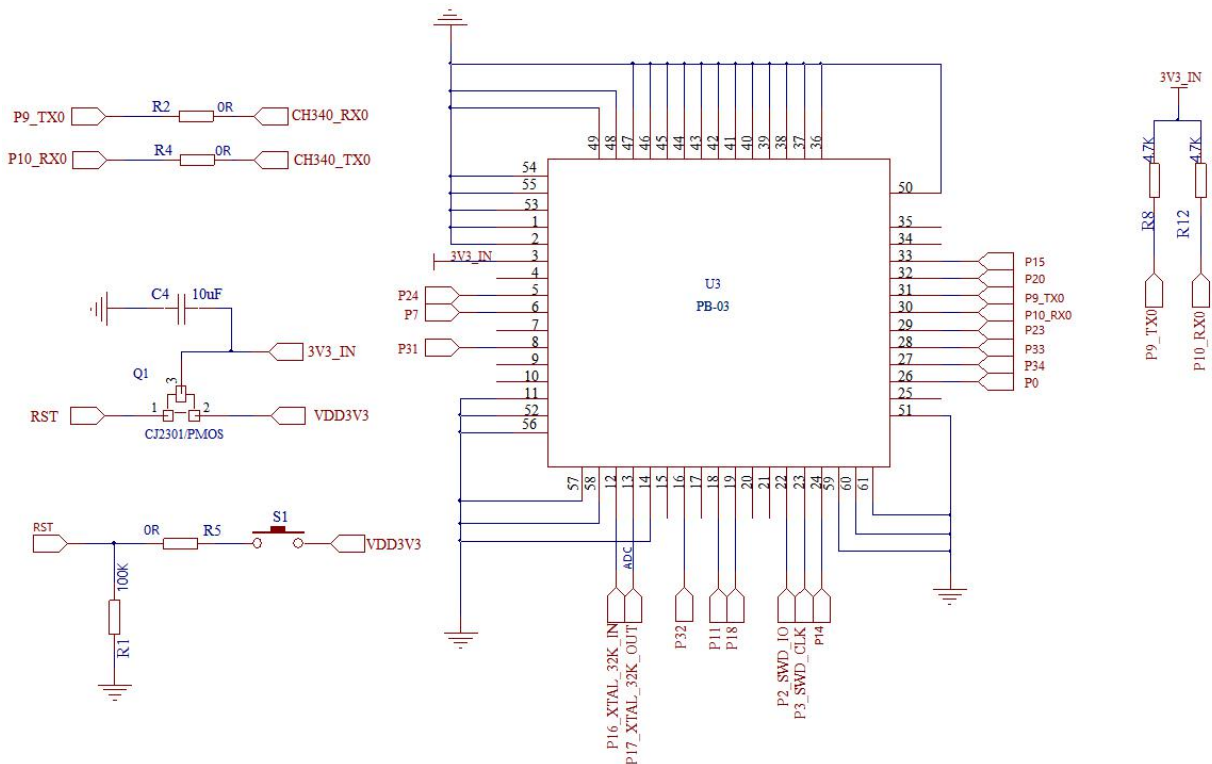 P9_TX0
R2
0R
CH340_RX0
P10_RX0
R4
0R
CH340_TX0
C4
10uF
3V3_IN
Q1
3
RST
1
2
VDD3V3
CJ2301/PMOS
RST
0R
R5
S1
VDD3V3
100K
R1
49
48
47
46
45
44
43
42
41
40
39
38
37
36
54
55
53
1
2
3V3_IN
3
4
P24
5
P7
6
7
P31
8
9
10
11
52
56
U3
PB-03
50
35
34
33
P15
32
P20
31
P9_TX0
30
P10_RX0
29
P23
28
P33
27
P34
26
P0
25
51
57
58
12
13
14
15
16
17
18
19
20
21
22
23
24
59
60
61
ADC
P16_XTAL_32K_IN
P17_XTAL_32K_OUT
P32
P11
P18
P2_SWD_IO
P3_SWD_CLK
P14
3V3_IN
4.7K
4.7K
R8
R12
P9_TX0
P10_RX0